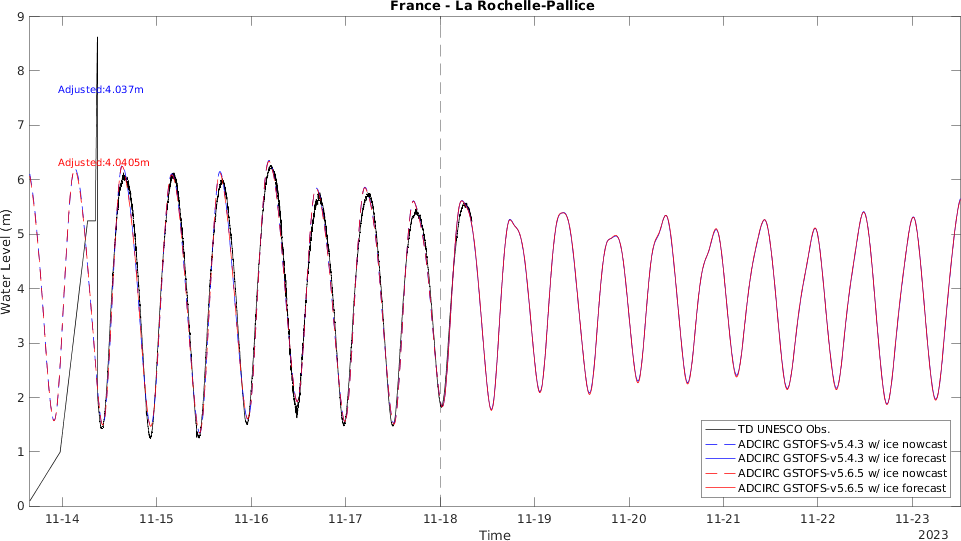 France - La Rochelle-Pallice
9
8
7
6
5
4
3
2
1
0
Water Level (m)
Adjusted:4.037m
Adjusted:4.0405m
TD UNESCO Obs.
ADCIRC GSTOFS-v5.4.3 w/ ice nowcast
ADCIRC GSTOFS-v5.4.3 w/ ice forecast
ADCIRC GSTOFS-v5.6.5 w/ ice nowcast
ADCIRC GSTOFS-v5.6.5 w/ ice forecast
11-14 11-15 11-16 11-17 11-18 11-19 11-20 11-21 11-22 11-23
Time
2023